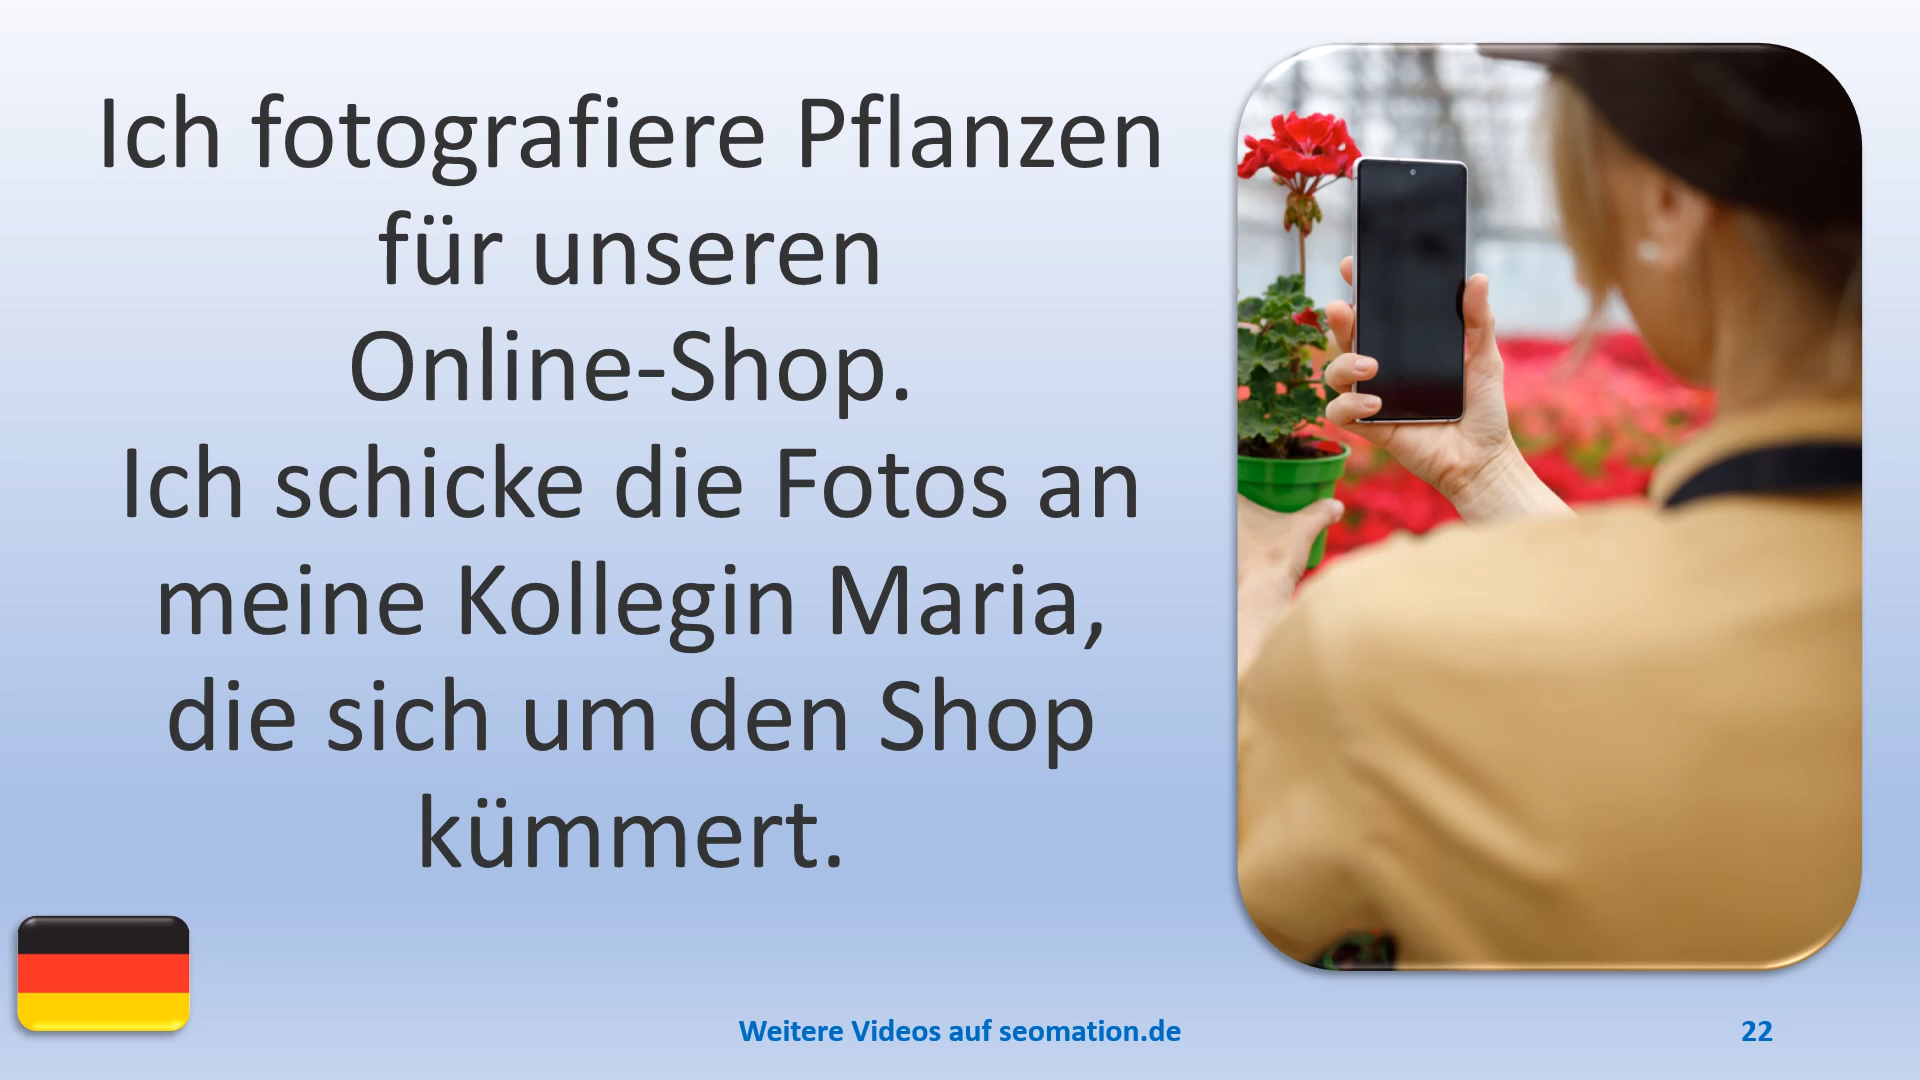 Ich fotografiere Pflanzen
für unseren
Online-Shop.
Ich schicke die Fotos an
meine Kollegin Maria,
die sich um den Shop
kümmert.
Weitere Videos auf seomation.de
22